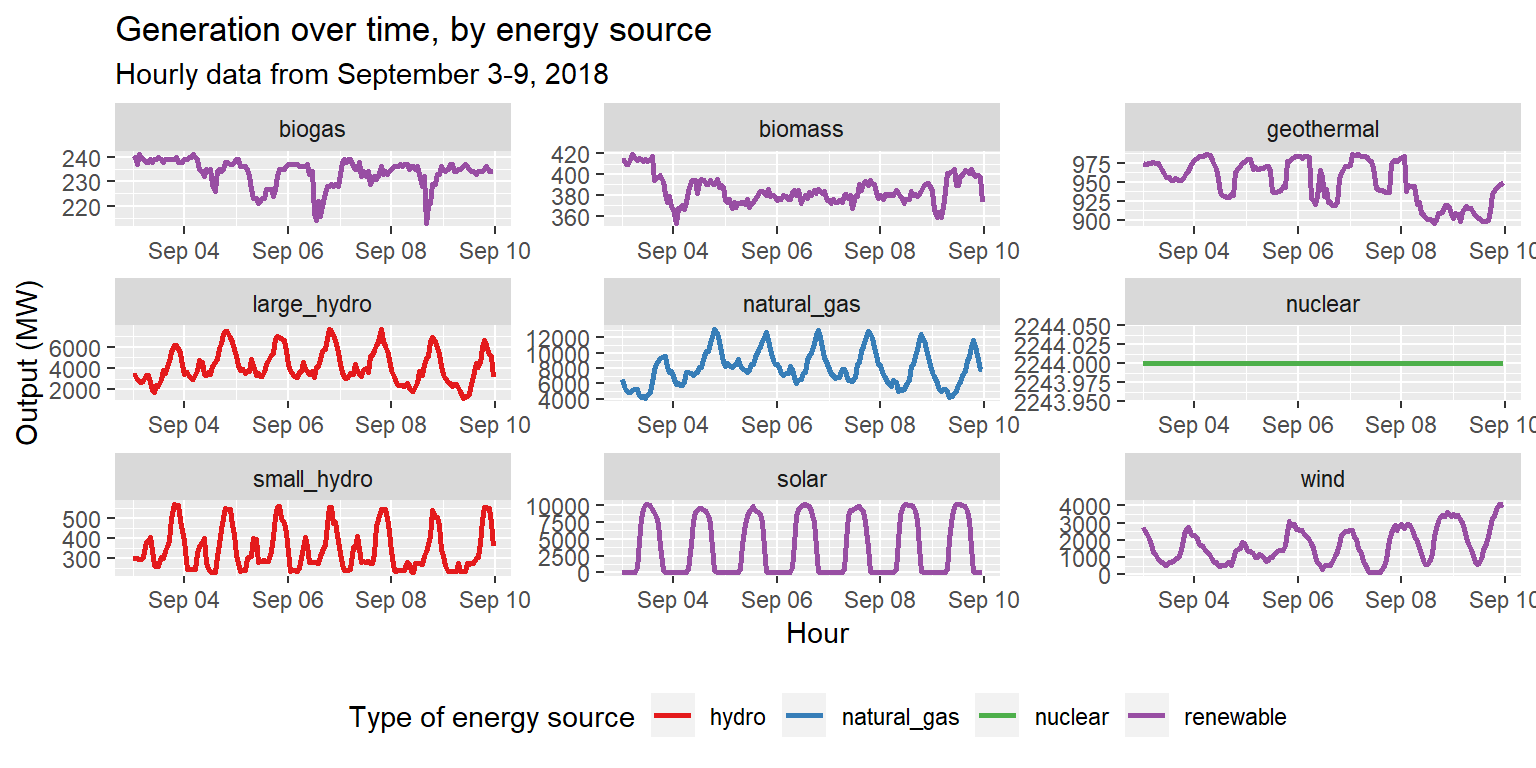 Generation over time, by energy source
Hourly data from September 3-9, 2018
biogas
biomass
geothermal
240
230
220
420
400
380
360
975
950
925
900
Sep 04 Sep 06 Sep 08 Sep 10
Sep 04 Sep 06 Sep 08 Sep 10
Sep 04 Sep 06 Sep 08 Sep 10
Output (MW)
large_hydro
natural_gas
nuclear
6000
4000
2000
12000
10000
8000
6000
4000
2244.050
2244.025
2244.000
2243.975
2243.950
Sep 04 Sep 06 Sep 08 Sep 10
Sep 04 Sep 06 Sep 08 Sep 10
Sep 04 Sep 06 Sep 08 Sep 10
small_hydro
solar
wind
500
400
300
10000
7500
5000
2500
0
4000
3000
2000
1000
0
Sep 04 Sep 06 Sep 08 Sep 10
Sep 04 Sep 06 Sep 08 Sep 10
Sep 04 Sep 06 Sep 08 Sep 10
Hour
Type of energy source hydro natural_gas nuclear renewable